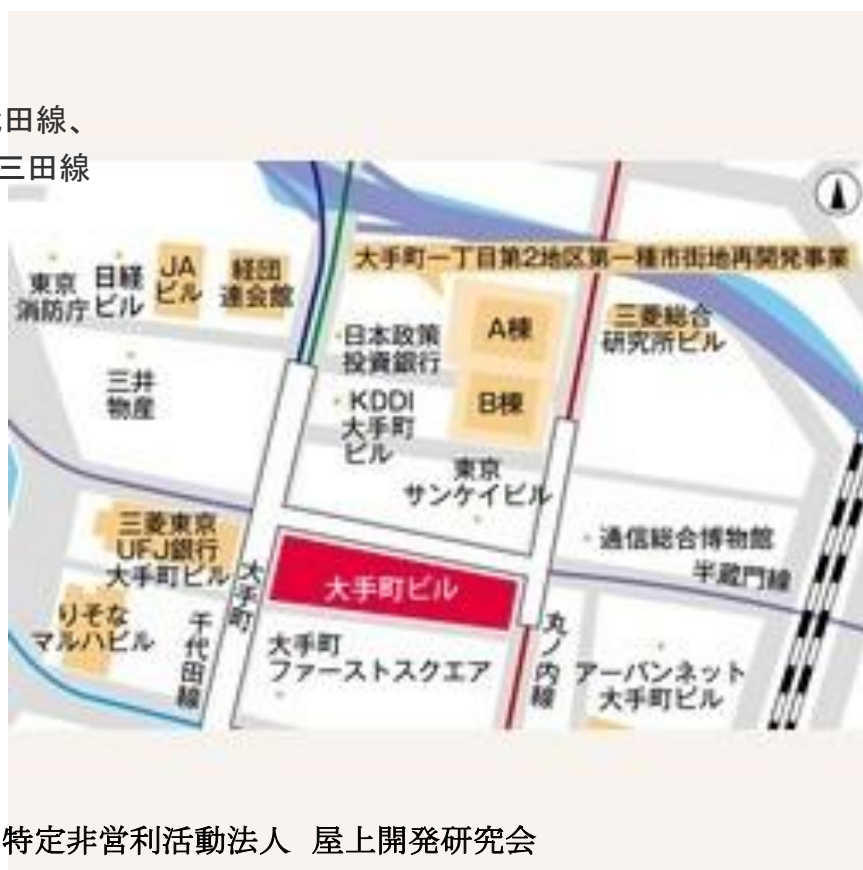 田線、
三田線
大手町一丁目第2地区第一種市街地再開発事業
東京
消防庁
日経
ビル
JA
ビル
経団
連会館
日本政策
投資銀行
A棟
三菱総合
研究所ビル
三井
物産
KDDI
大手町
ビル
B棟
東京
サンケイビル
三菱東京
UFJ銀行
大手町ビル
大手町
大手町ビル
通信総合博物館
半蔵門線
りそな
マルハビル
千代田線
大手町
ファーストスクエア
丸ノ内線
アーバンネット
大手町ビル
特定非営利活動法人 屋上開発研究会